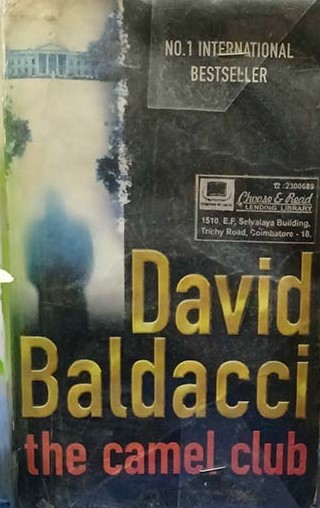 NO.1 INTERNATIONAL
BESTSELLER
☎:2300689
Choose & Read
LENDING LIBRARY
1510, E.F, Selvalaya Building,
Trichy Road, Coimbatore - 18.
David
Baldacci
the camel club